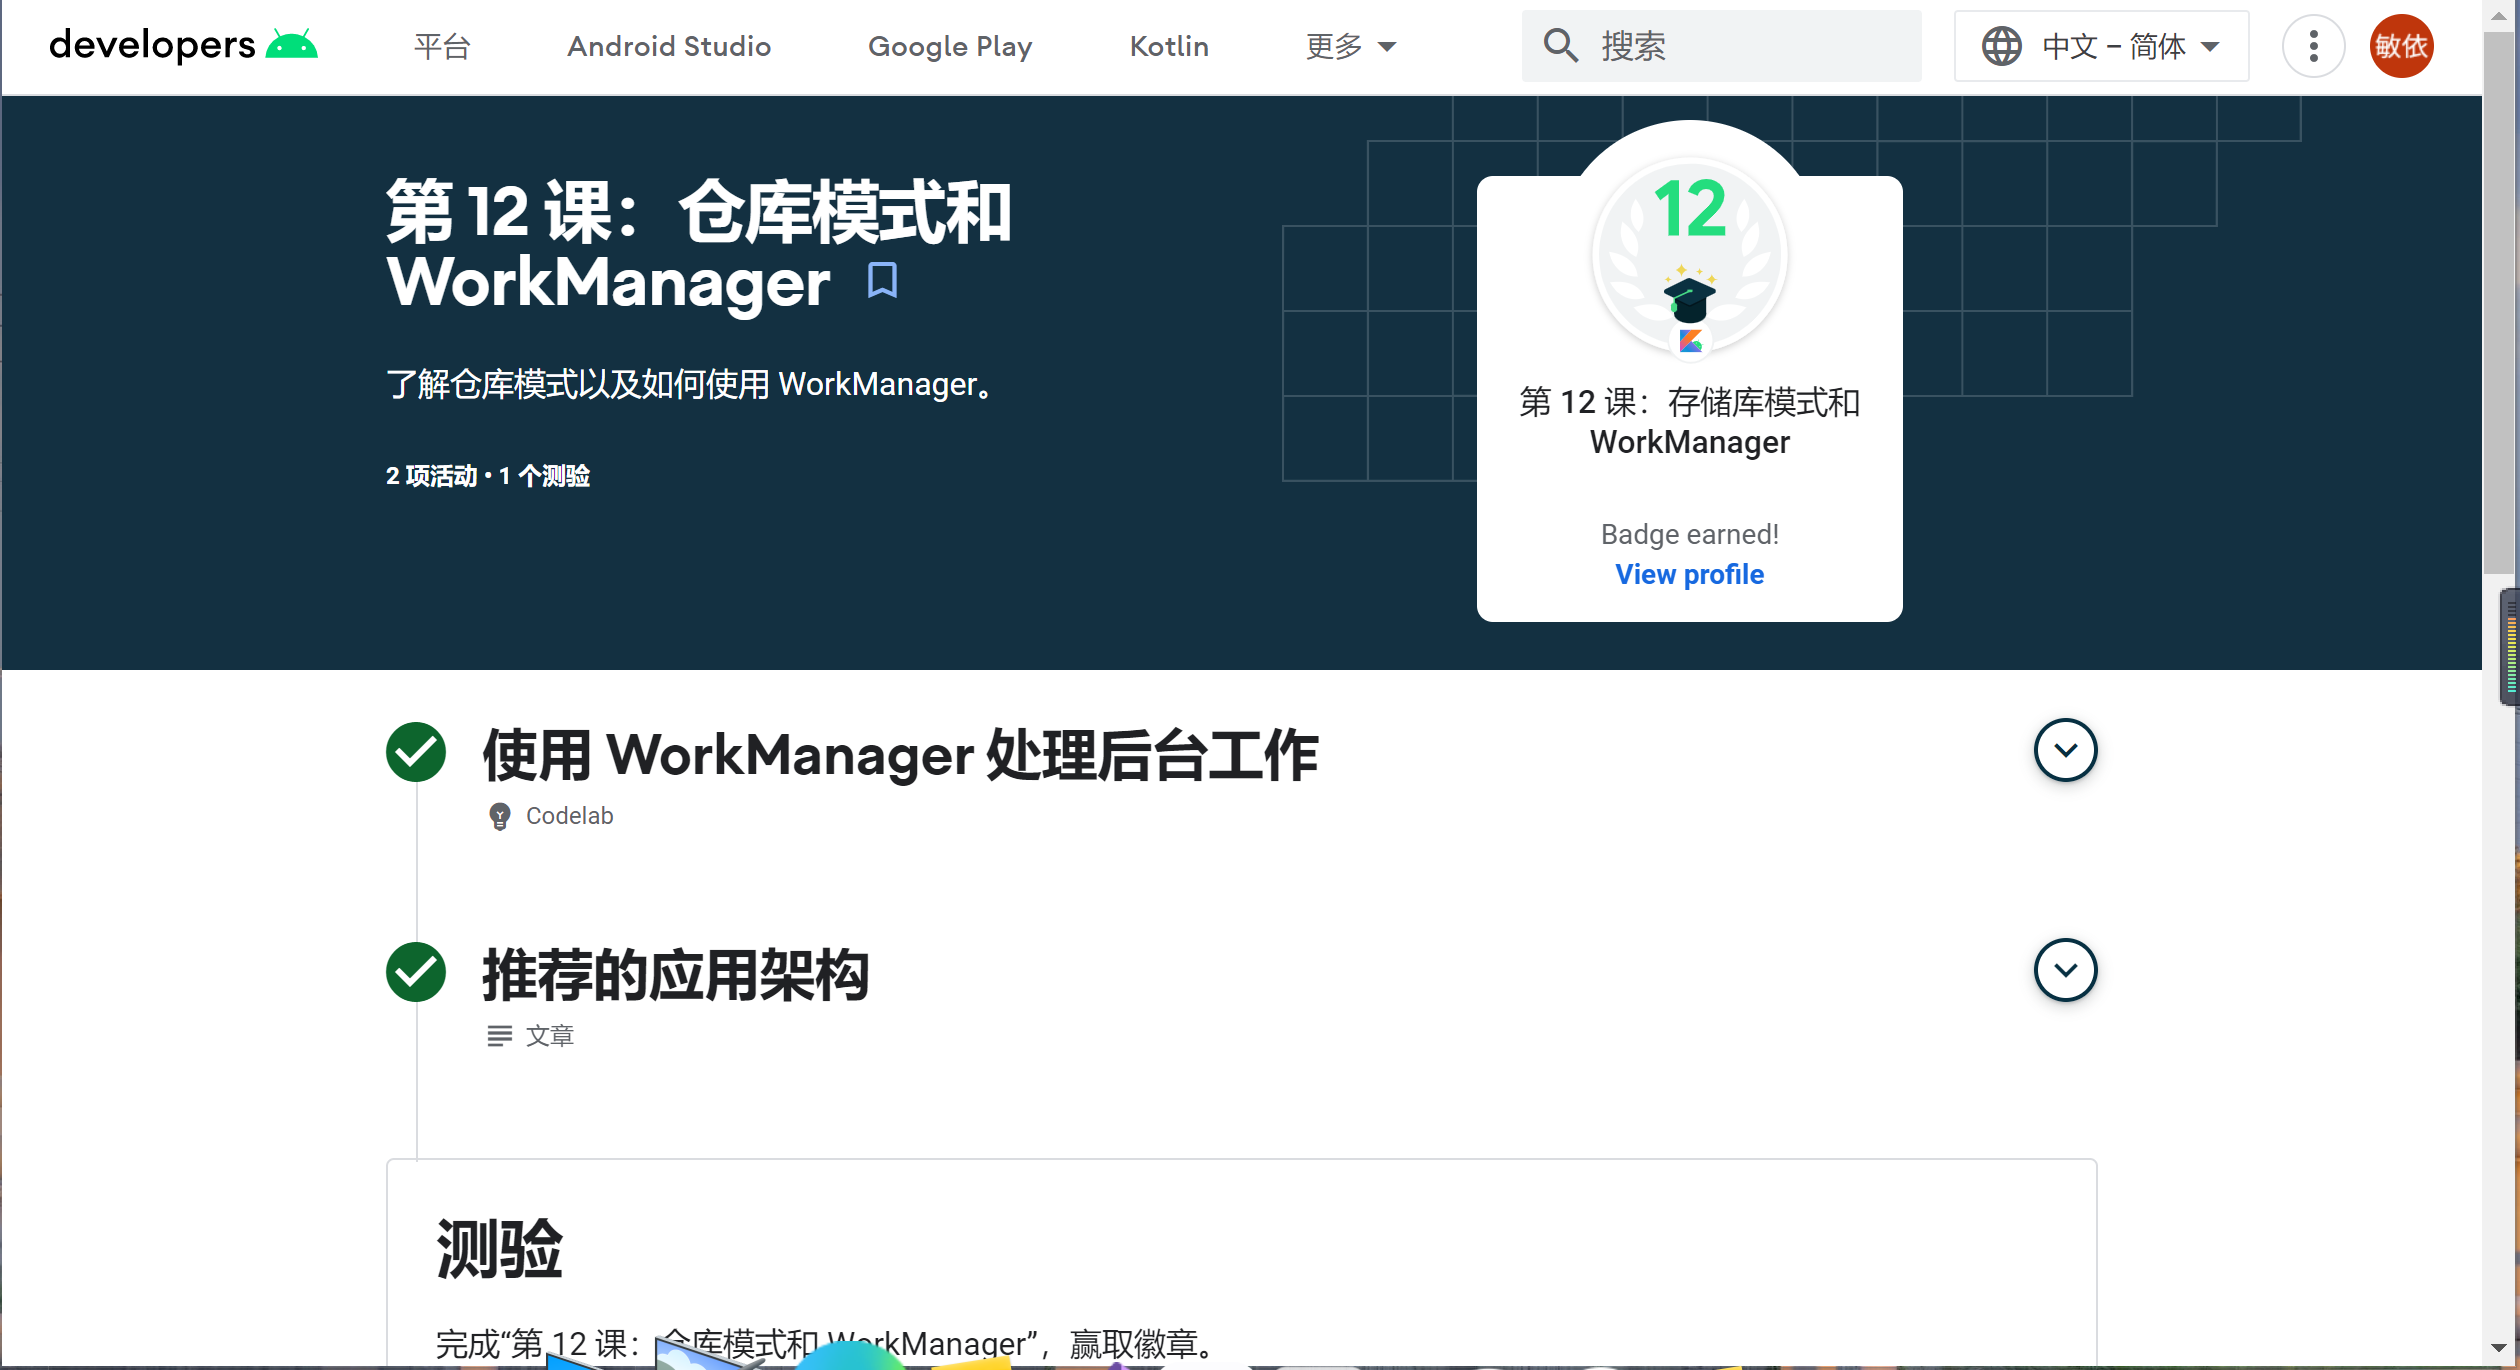 developers
平台
Android Studio
Google Play
Kotlin
更多
搜索
中文 – 简体
敏依
第 12 课：仓库模式和
WorkManager
了解仓库模式以及如何使用 WorkManager。
2 项活动 • 1 个测验
12
第 12 课：存储库模式和
WorkManager
Badge earned!
View profile
使用 WorkManager 处理后台工作
Codelab
推荐的应用架构
文章
测验
完成“第 12 课：仓库模式和 WorkManager”，赢取徽章。